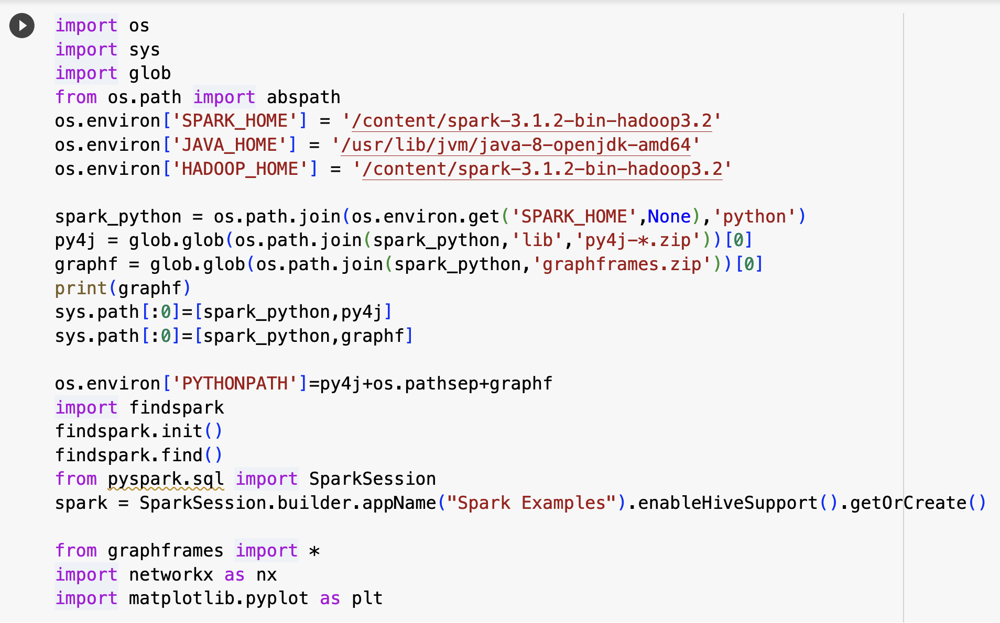 import os
import sys
import glob
from os.path import abspath
os.environ['SPARK_HOME'] = '/content/spark-3.1.2-bin-hadoop3.2'
os.environ['JAVA_HOME'] = '/usr/lib/jvm/java-8-openjdk-amd64'
os.environ['HADOOP_HOME'] = '/content/spark-3.1.2-bin-hadoop3.2'
spark_python = os.path.join(os.environ.get('SPARK_HOME',None),'python')
py4j = glob.glob(os.path.join(spark_python,'lib','py4j-*.zip'))[0]
graphf = glob.glob(os.path.join(spark_python,'graphframes.zip'))[0]
print(graphf)
sys.path[:0]=[spark_python,py4j]
sys.path[:0]=[spark_python,graphf]
os.environ['PYTHONPATH']=py4j+os.pathsep+graphf
import findspark
findspark.init()
findspark.find()
from pyspark.sql import SparkSession
spark = SparkSession.builder.appName("Spark Examples").enableHiveSupport().getOrCreate()
from graphframes import *
import networkx as nx
import matplotlib.pyplot as plt